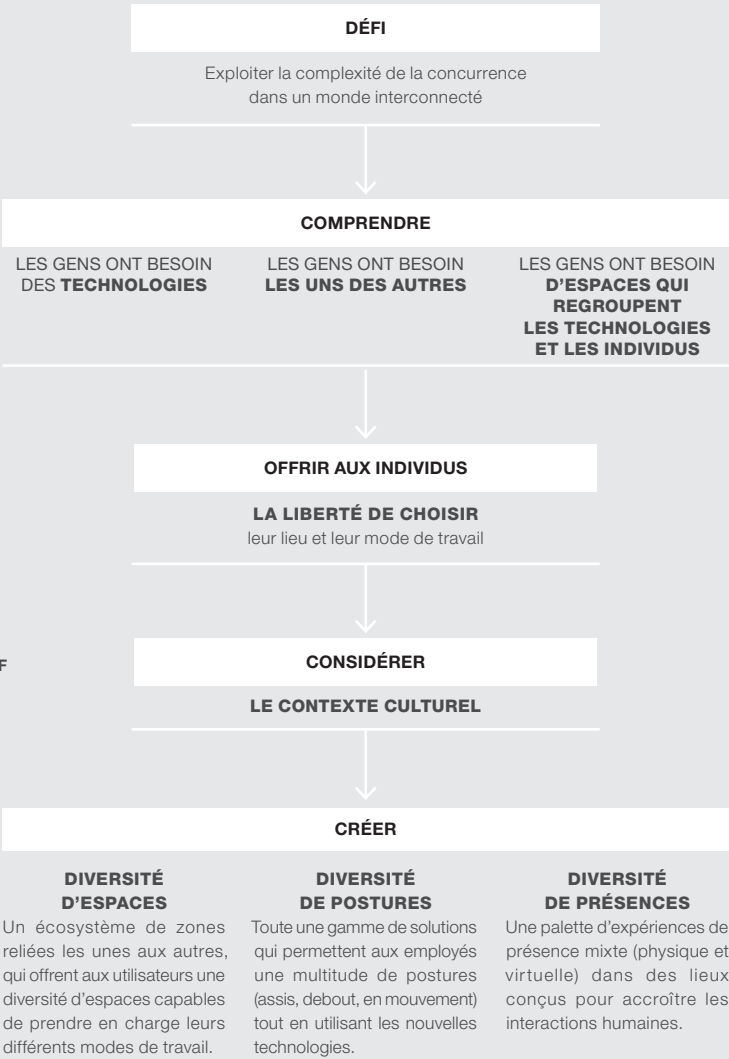 DÉFI
Exploiter la complexité de la concurrence
dans un monde interconnecté
COMPRENDRE
LES GENS ONT BESOIN
DES TECHNOLOGIES
LES GENS ONT BESOIN
LES UNS DES AUTRES
LES GENS ONT BESOIN
D'ESPACES QUI
REGROUPENT
LES TECHNOLOGIES
ET LES INDIVIDUS
OFFRIR AUX INDIVIDUS
LA LIBERTÉ DE CHOISIR
leur lieu et leur mode de travail
F
CONSIDÉRER
LE CONTEXTE CULTUREL
CRÉER
DIVERSITÉ
D'ESPACES
Un écosystème de zones
reliées les unes aux autres,
qui offrent aux utilisateurs une
diversité d'espaces capables
de prendre en charge leurs
différents modes de travail.
DIVERSITÉ
DE POSTURES
Toute une gamme de solutions
qui permettent aux employés
une multitude de postures
(assis, debout, en mouvement)
tout en utilisant les nouvelles
technologies.
DIVERSITÉ
DE PRÉSENCES
Une palette d'expériences de
présence mixte (physique et
virtuelle) dans des lieux
conçus pour accroître les
interactions humaines.